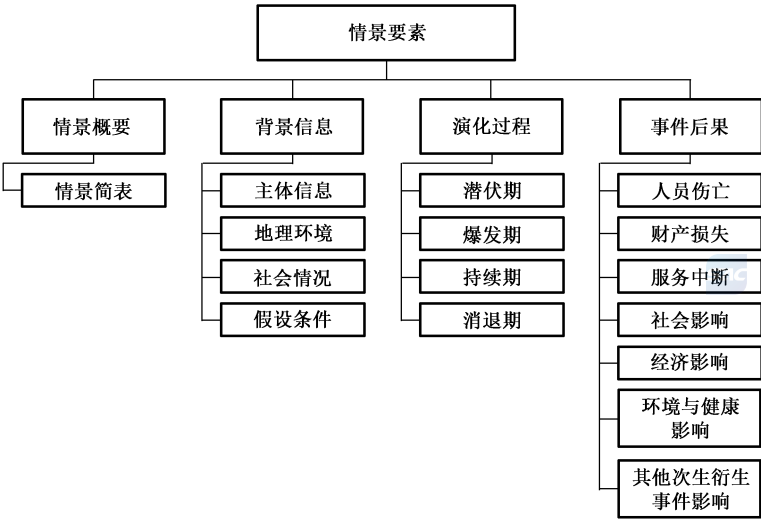 情景要素
情景概要
背景信息
演化过程
事件后果
情景简表
主体信息
潜伏期
人员伤亡
地理环境
爆发期
财产损失
社会情况
持续期
服务中断
假设条件
消退期
社会影响
经济影响
环境与健康
影响
其他次生衍生
事件影响